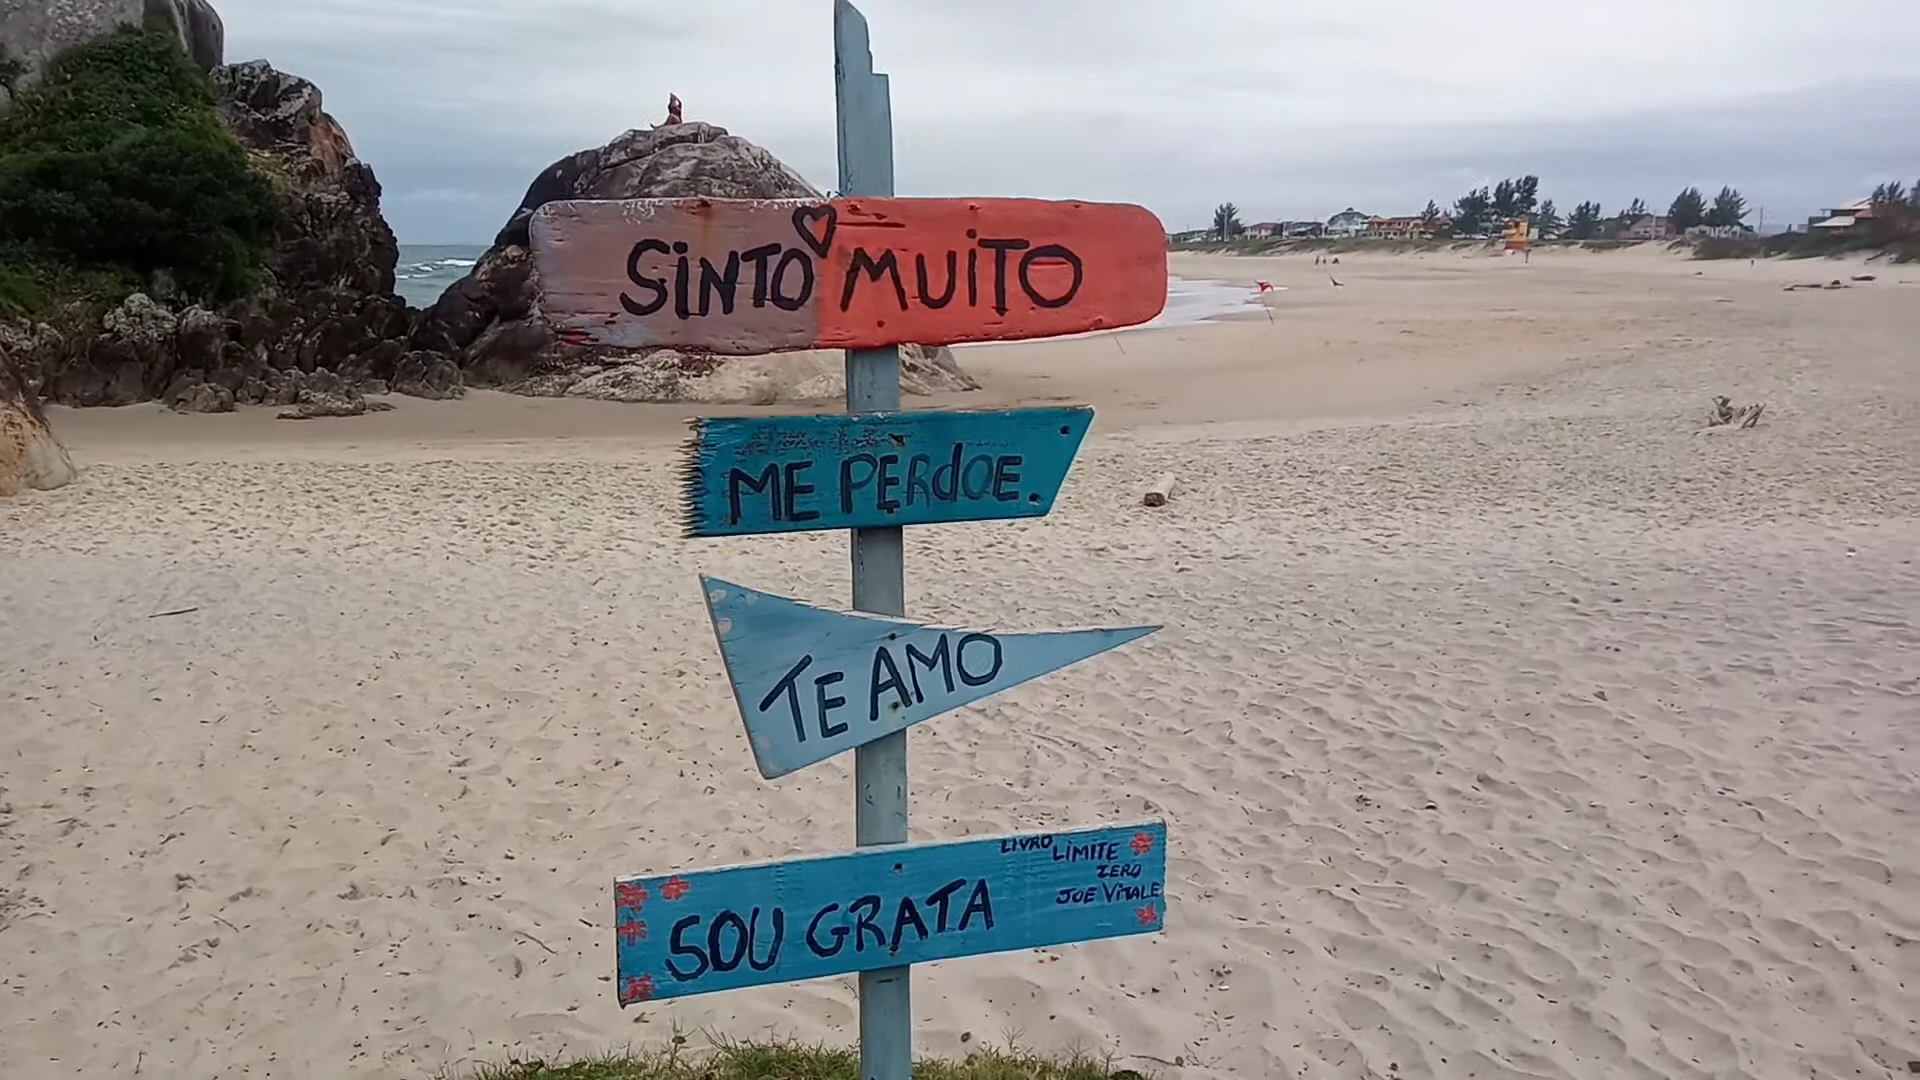 SINTO MUITO
ME PERDOE.
TE AMO
SOU GRATA
LIVRO
LIMITE
ZERO
JOE VITALE